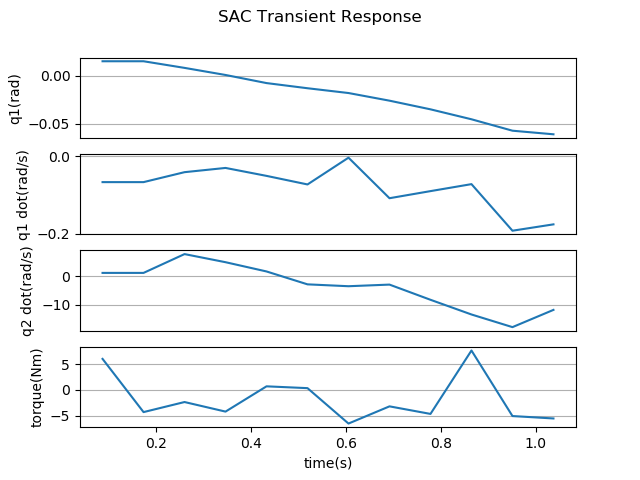 SAC Transient Response
q1(rad)
0.00
−0.05
q1 dot(rad/s)
0.0
−0.2
q2 dot(rad/s)
0
−10
torque(Nm)
5
0
−5
0.2 0.4 0.6 0.8 1.0
time(s)